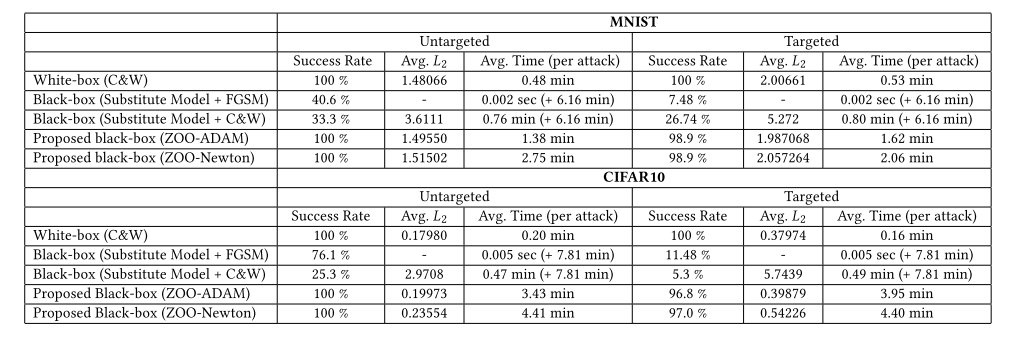 MNIST
Untargeted Targeted
Success Rate Avg. L2 Avg. Time (per attack) Success Rate Avg. L2 Avg. Time (per attack)
White-box (C&W) 100 % 1.48066 0.48 min 100 % 2.00661 0.53 min
Black-box (Substitute Model + FGSM) 40.6 % - 0.002 sec (+ 6.16 min) 7.48 % - 0.002 sec (+ 6.16 min)
Black-box (Substitute Model + C&W) 33.3 % 3.6111 0.76 min (+ 6.16 min) 26.74 % 5.272 0.80 min (+ 6.16 min)
Proposed black-box (ZOO-ADAM) 100 % 1.49550 1.38 min 98.9 % 1.987068 1.62 min
Proposed black-box (ZOO-Newton) 100 % 1.51502 2.75 min 98.9 % 2.057264 2.06 min
CIFAR10
Untargeted Targeted
Success Rate Avg. L2 Avg. Time (per attack) Success Rate Avg. L2 Avg. Time (per attack)
White-box (C&W) 100 % 0.17980 0.20 min 100 % 0.37974 0.16 min
Black-box (Substitute Model + FGSM) 76.1 % - 0.005 sec (+ 7.81 min) 11.48 % - 0.005 sec (+ 7.81 min)
Black-box (Substitute Model + C&W) 25.3 % 2.9708 0.47 min (+ 7.81 min) 5.3 % 5.7439 0.49 min (+ 7.81 min)
Proposed Black-box (ZOO-ADAM) 100 % 0.19973 3.43 min 96.8 % 0.39879 3.95 min
Proposed Black-box (ZOO-Newton) 100 % 0.23554 4.41 min 97.0 % 0.54226 4.40 min